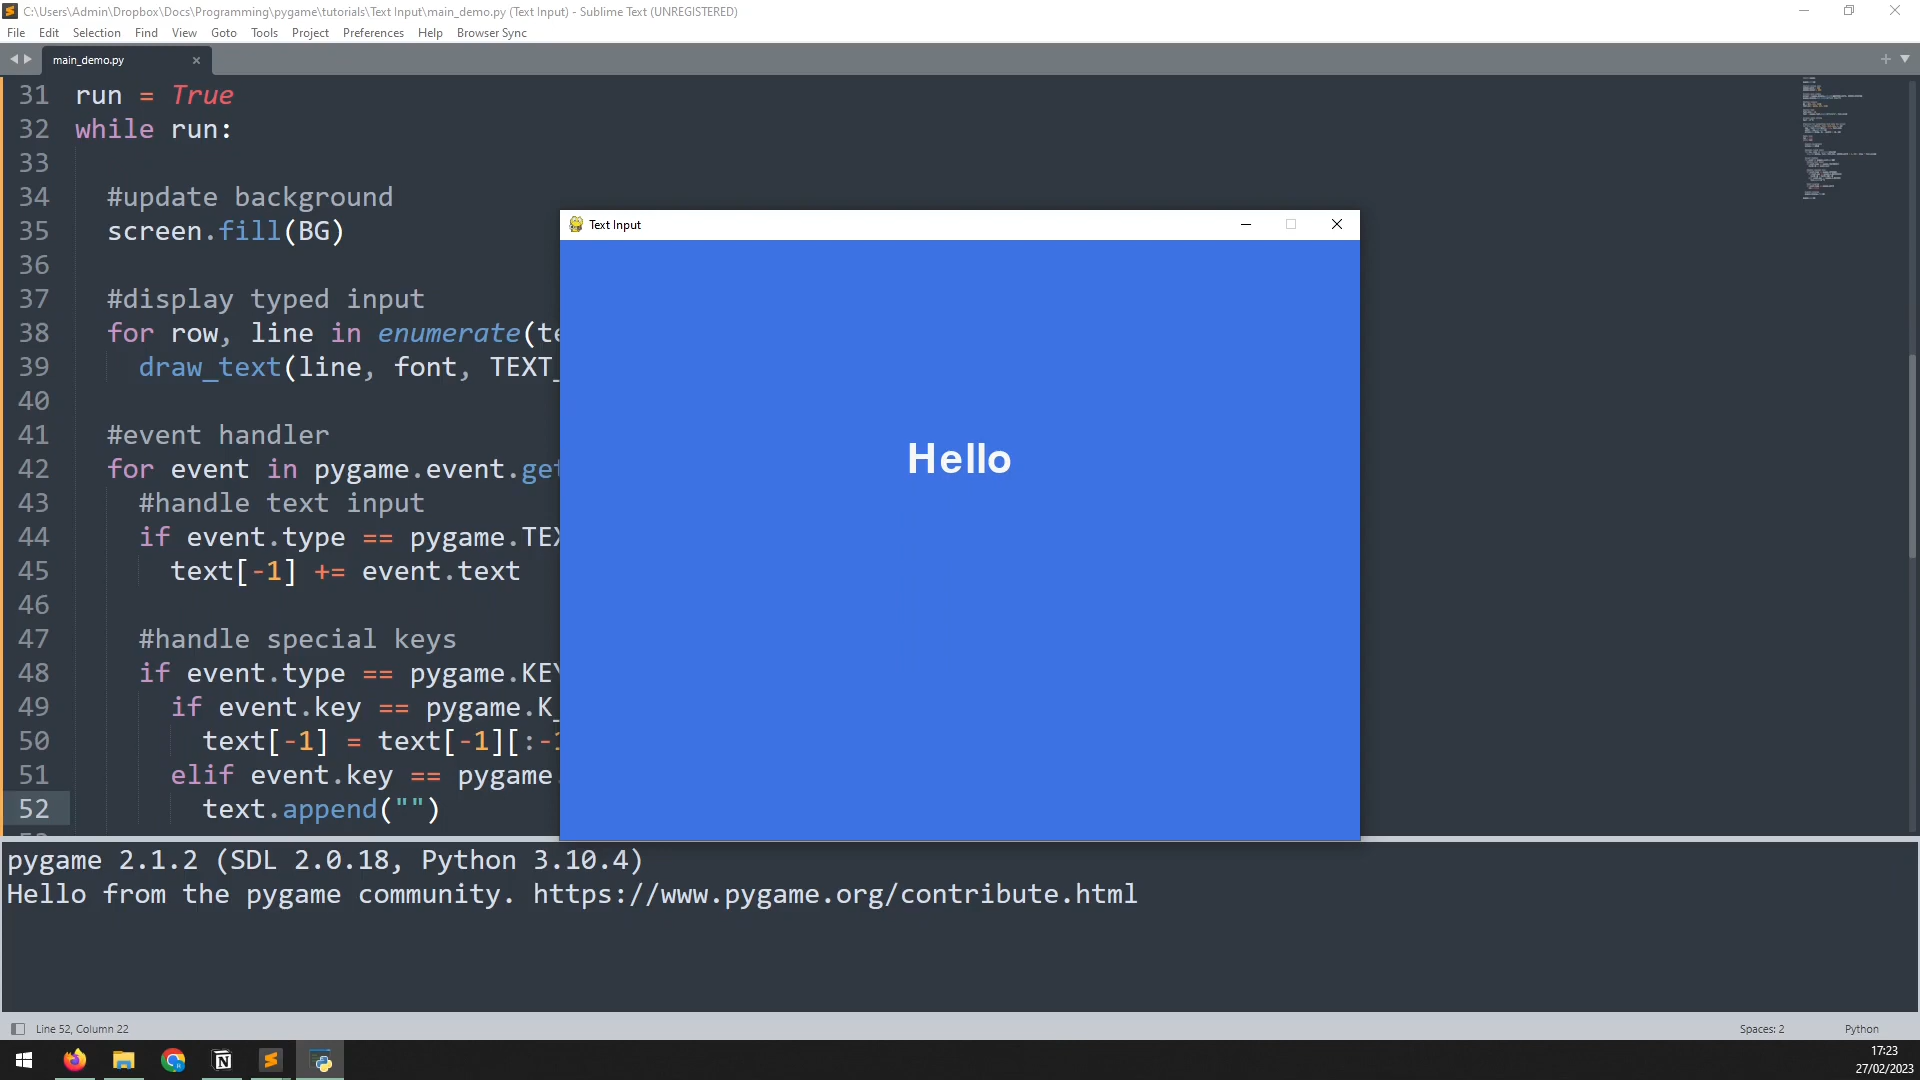 C:\Users\Admin\Dropbox\Docs\Programming\pygame\tutorials\Text Input\main_demo.py (Text Input) - Sublime Text (UNREGISTERED)
File Edit Selection Find View Goto Tools Project Preferences Help Browser Sync
main_demo.py
31 run = True
32 while run:
33
34 #update background
35 screen.fill(BG)
36
37 #display typed input
38 for row, line in enumerate(te
39 draw_text(line, font, TEXT_
40
41 #event handler
42 for event in pygame.event.get
43 #handle text input
44 if event.type == pygame.TEX
45 text[-1] += event.text
46
47 #handle special keys
48 if event.type == pygame.KEY
49 if event.key == pygame.K_
50 text[-1] = text[-1][:-1
51 elif event.key == pygame.
52 text.append("")
Text Input
Hello
pygame 2.1.2 (SDL 2.0.18, Python 3.10.4)
Hello from the pygame community. https://www.pygame.org/contribute.html
Line 52, Column 22
Spaces: 2
Python
17:23
27/02/2023